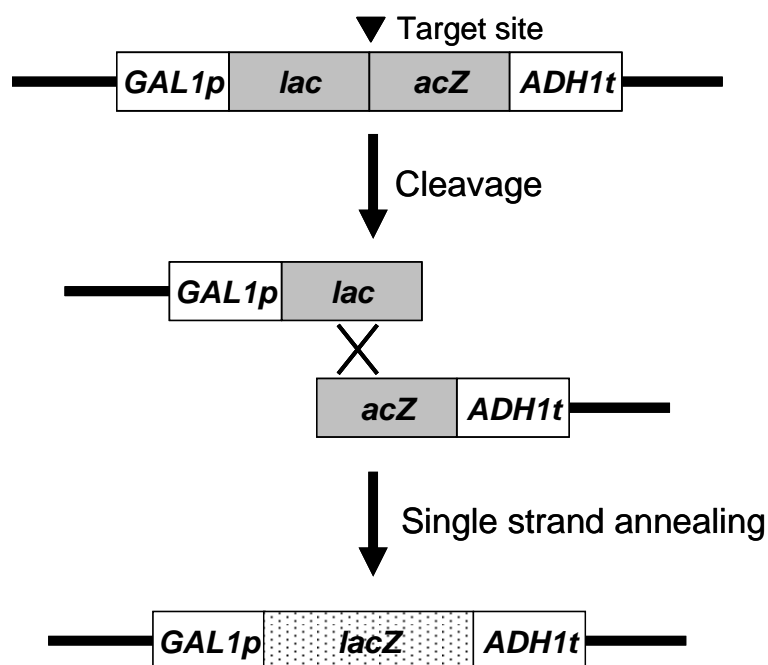 Target site
GAL1p lac acZ ADH1t
Cleavage
GAL1p lac
acZ ADH1t
Single strand annealing
GAL1p lacZ ADH1t